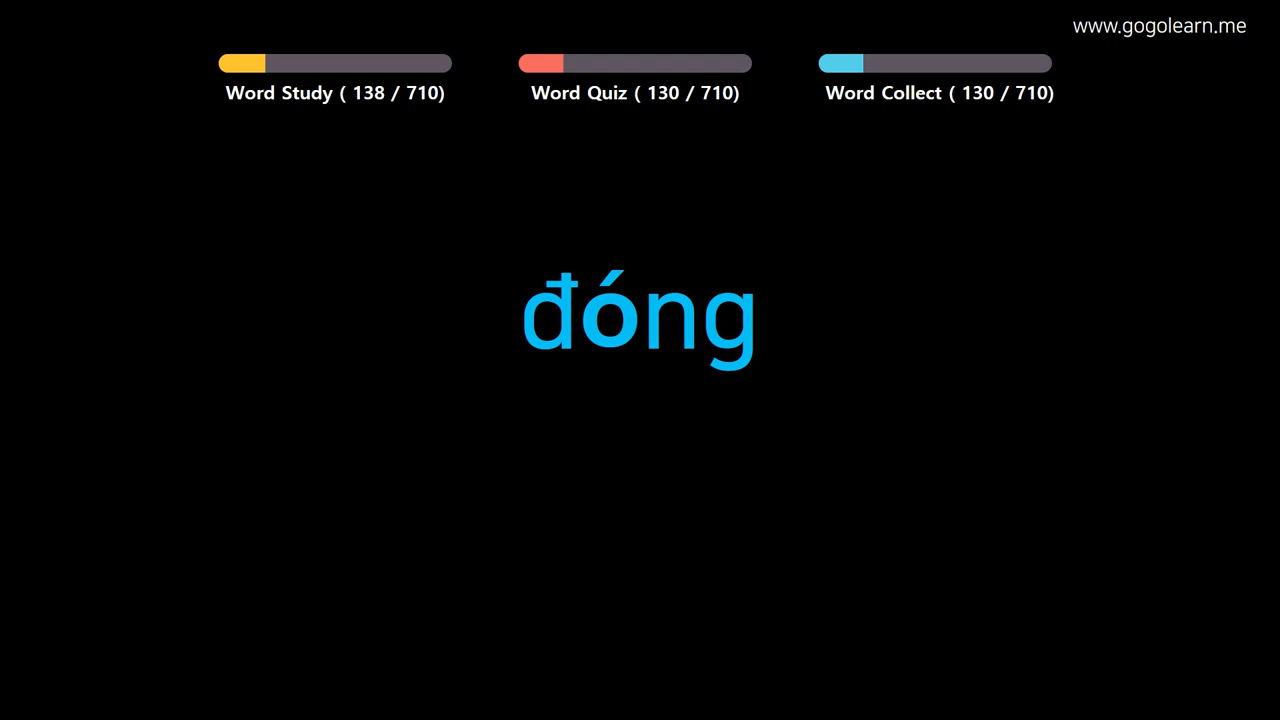 www.gogolearn.me
Word Study ( 138 / 710)
Word Quiz ( 130 / 710)
Word Collect ( 130 / 710)
đóng